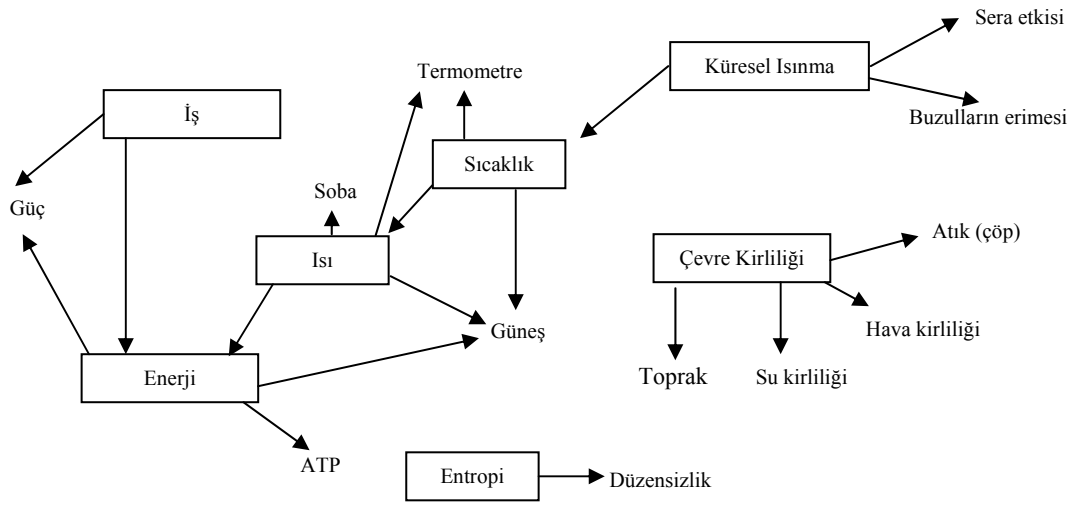 Sera etkisi
Küresel Isınma
Termometre
İş
Buzulların erimesi
Sıcaklık
Soba
Güç
Atık (çöp)
Isı
Çevre Kirliliği
Güneş
Hava kirliliği
Enerji
Toprak
Su kirliliği
ATP
Entropi
Düzensizlik